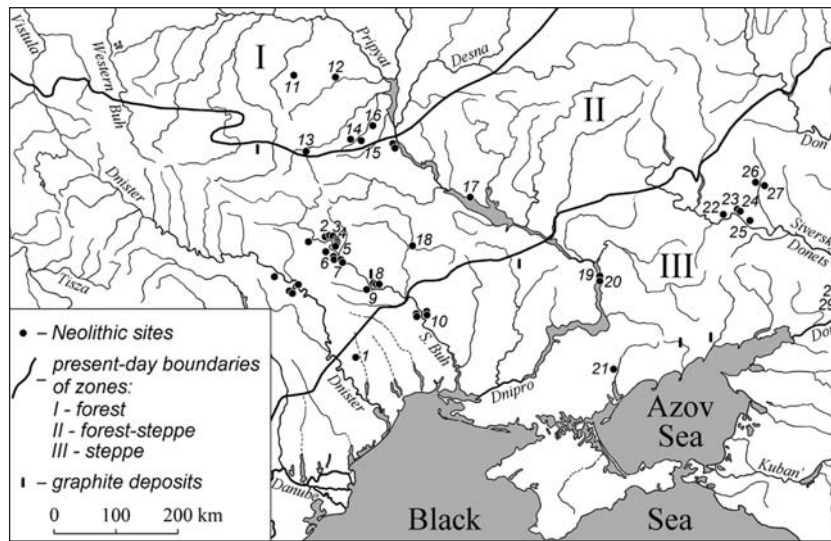 Vistula
Western Buh
I
Pripyat
Desna
11
12
II
13
14
16
15
Don
Dnister
17
26
27
22
23
24
25
Siversk
Donets
2
3
4
5
6
7
18
8
9
III
Tisza
10
19
20
S. Buh
1
Dnister
Dnipro
21
Azov
Sea
Kuban'
Danube
Black
Sea
– Neolithic sites
– present-day boundaries
of zones:
I - forest
II - forest-steppe
III - steppe
– graphite deposits
0 100 200 km